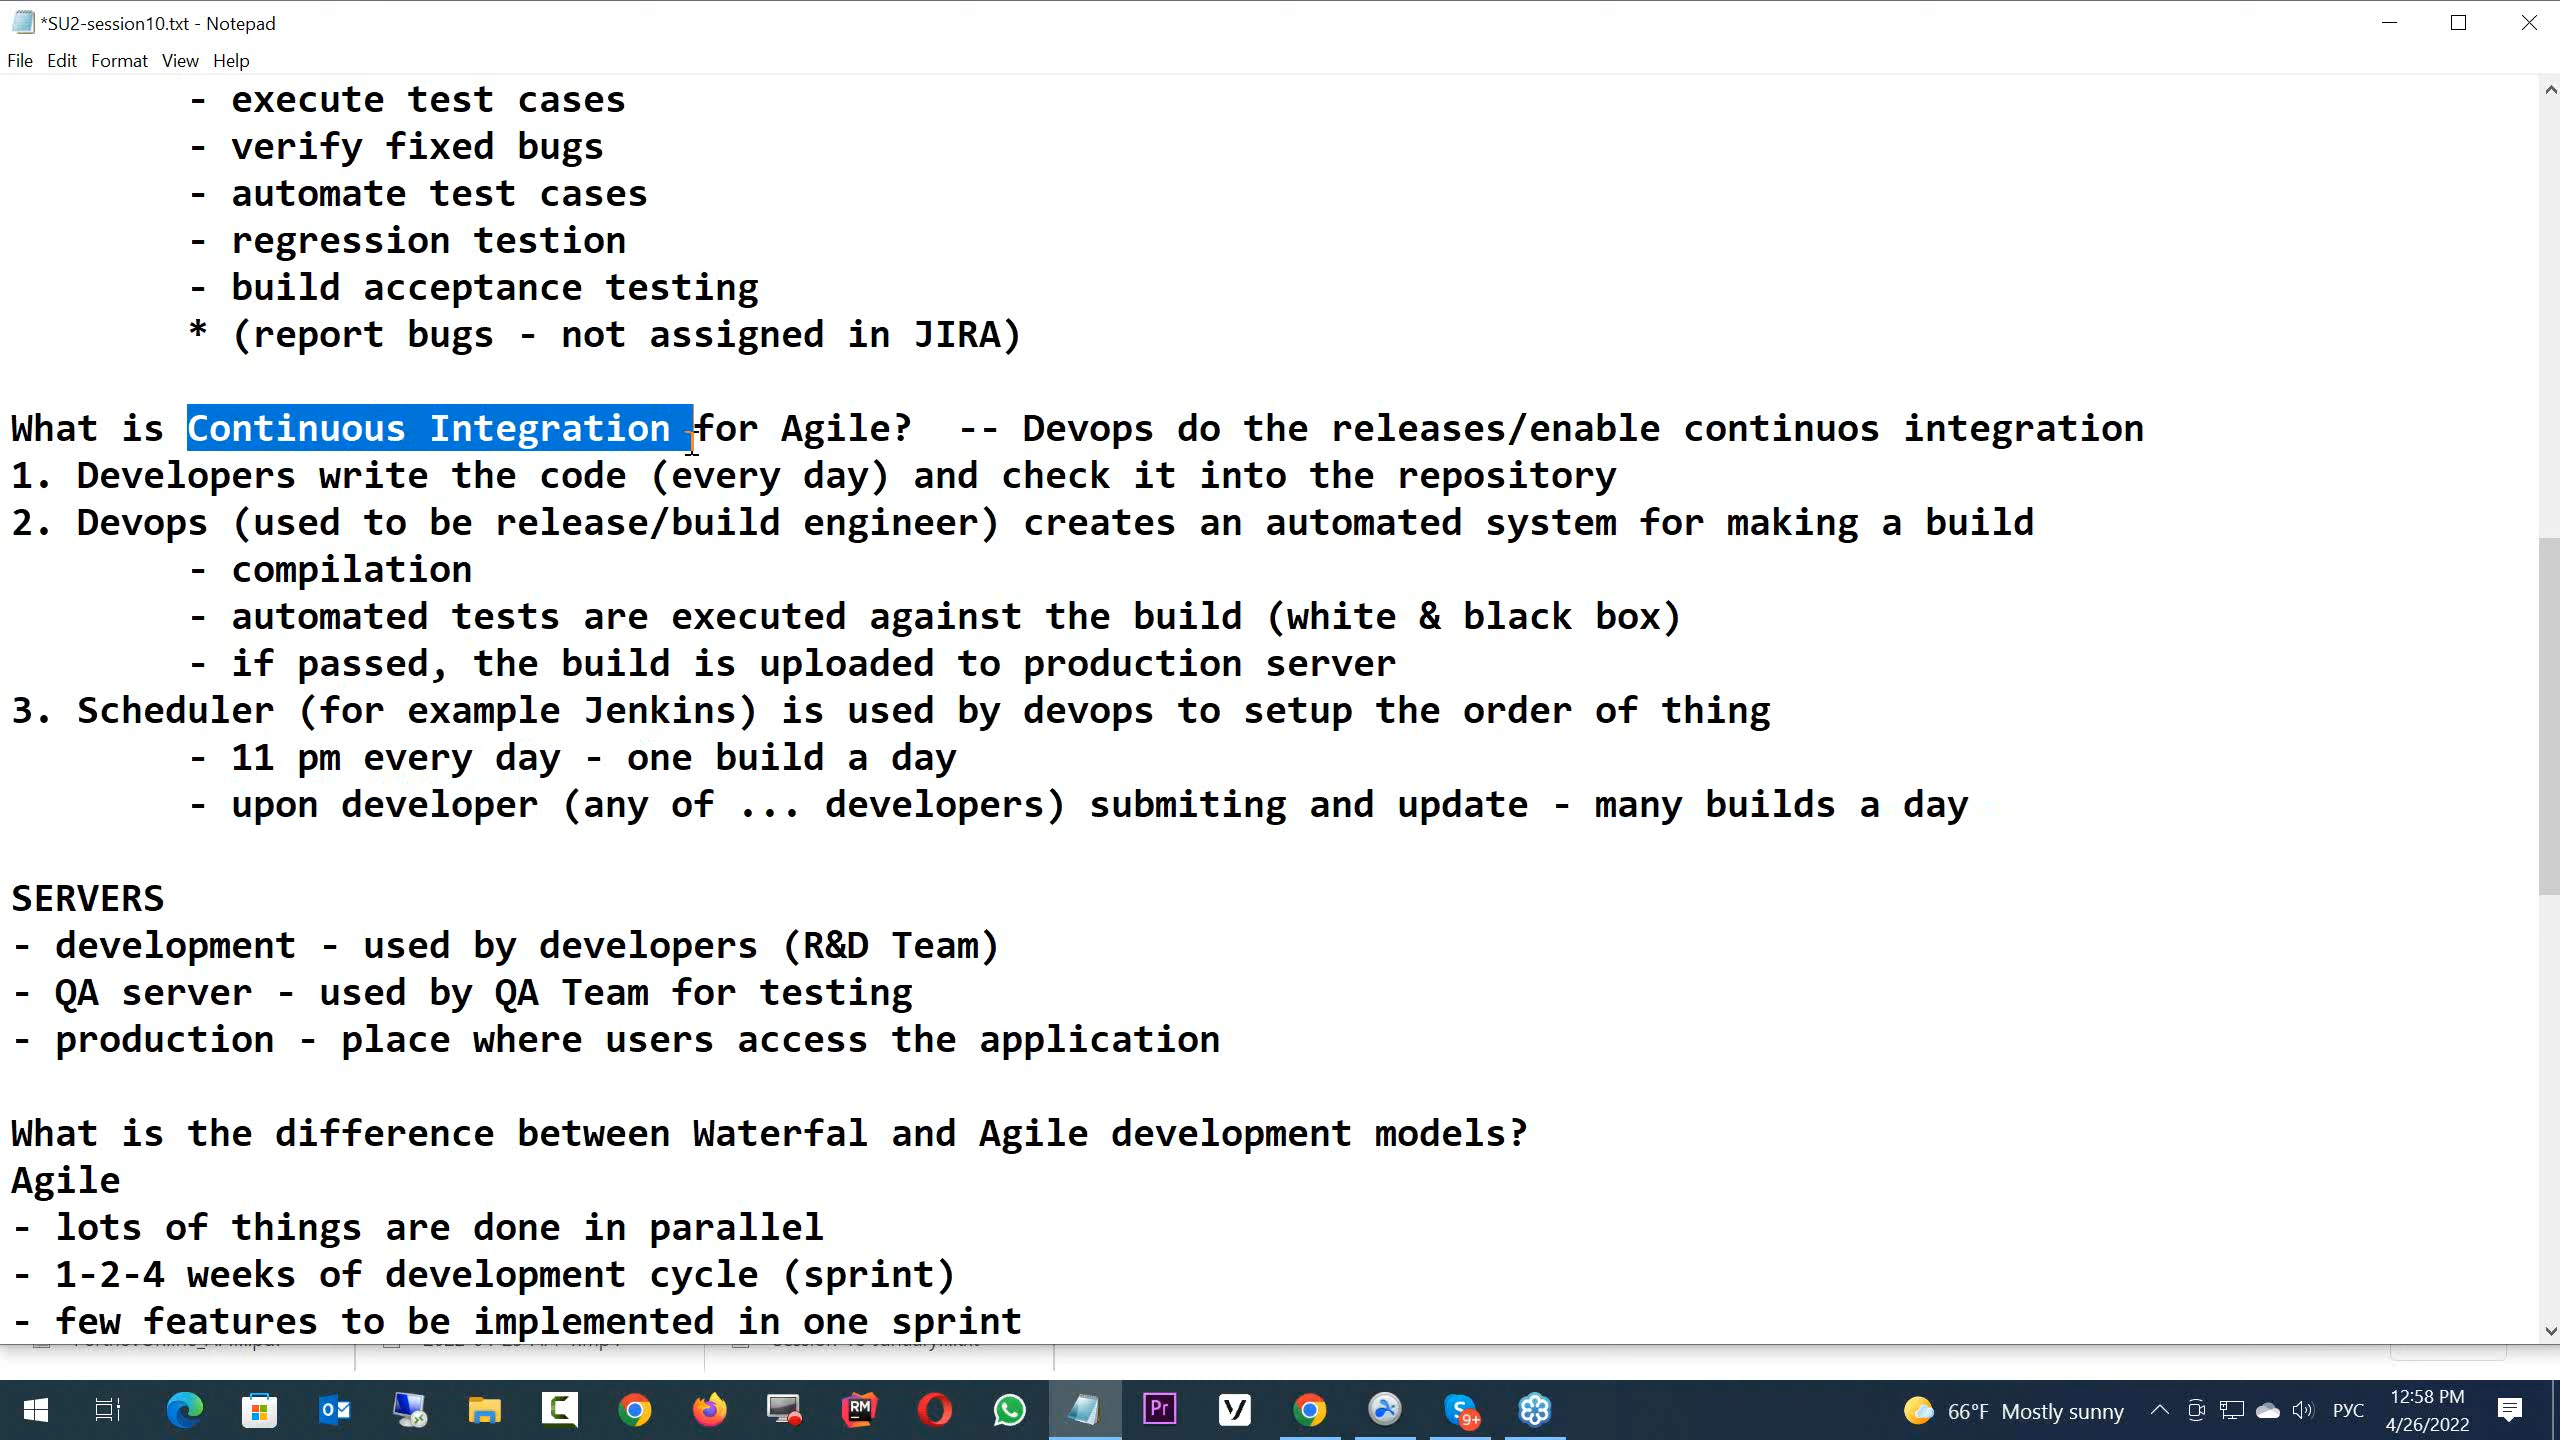 *SU2-session10.txt - Notepad
File Edit Format View Help
- execute test cases
- verify fixed bugs
- automate test cases
- regression testion
- build acceptance testing
* (report bugs - not assigned in JIRA)
What is Continuous Integration for Agile?  -- Devops do the releases/enable continuos integration
1. Developers write the code (every day) and check it into the repository
2. Devops (used to be release/build engineer) creates an automated system for making a build
- compilation
- automated tests are executed against the build (white & black box)
- if passed, the build is uploaded to production server
3. Scheduler (for example Jenkins) is used by devops to setup the order of thing
- 11 pm every day - one build a day
- upon developer (any of ... developers) submiting and update - many builds a day
SERVERS
- development - used by developers (R&D Team)
- QA server - used by QA Team for testing
- production - place where users access the application
What is the difference between Waterfal and Agile development models?
Agile
- lots of things are done in parallel
- 1-2-4 weeks of development cycle (sprint)
- few features to be implemented in one sprint
66°F Mostly sunny
РУС
12:58 PM
4/26/2022
RM
Pr
9+